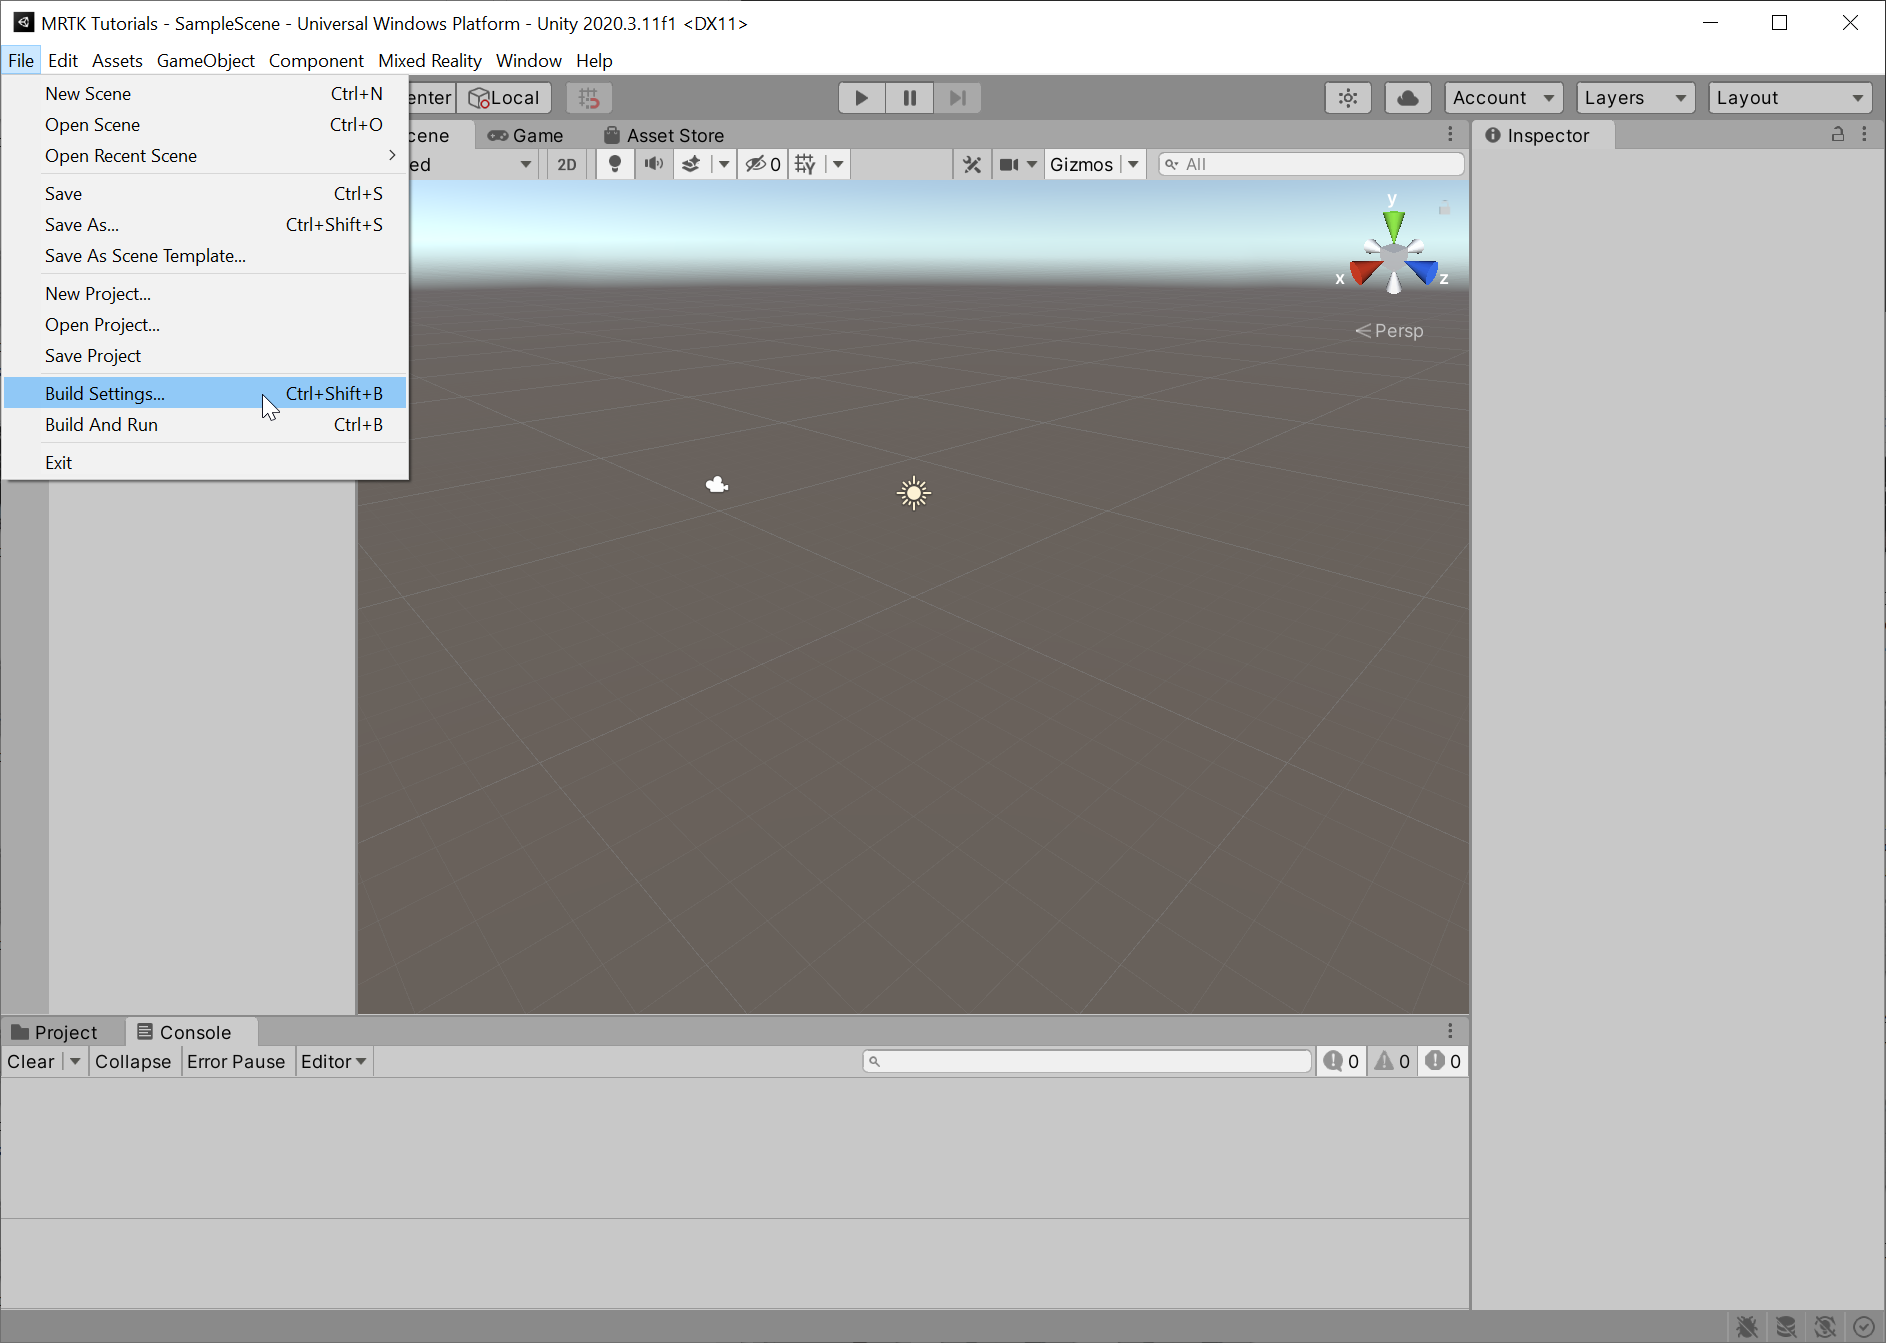 MRTK Tutorials - SampleScene - Universal Windows Platform - Unity 2020.3.11f1 <DX11>
File Edit Assets GameObject Component Mixed Reality Window Help
enter Local Account Layers Layout
New Scene Ctrl+N
Open Scene Ctrl+O
Open Recent Scene
Save Ctrl+S
Save As... Ctrl+Shift+S
Save As Scene Template...
New Project...
Open Project...
Save Project
Build Settings... Ctrl+Shift+B
Build And Run Ctrl+B
Exit
cene Game Asset Store
ed 2D 0 Gizmos All
Inspector
y
x z
Persp
Project Console
Clear Collapse Error Pause Editor 0 0 0